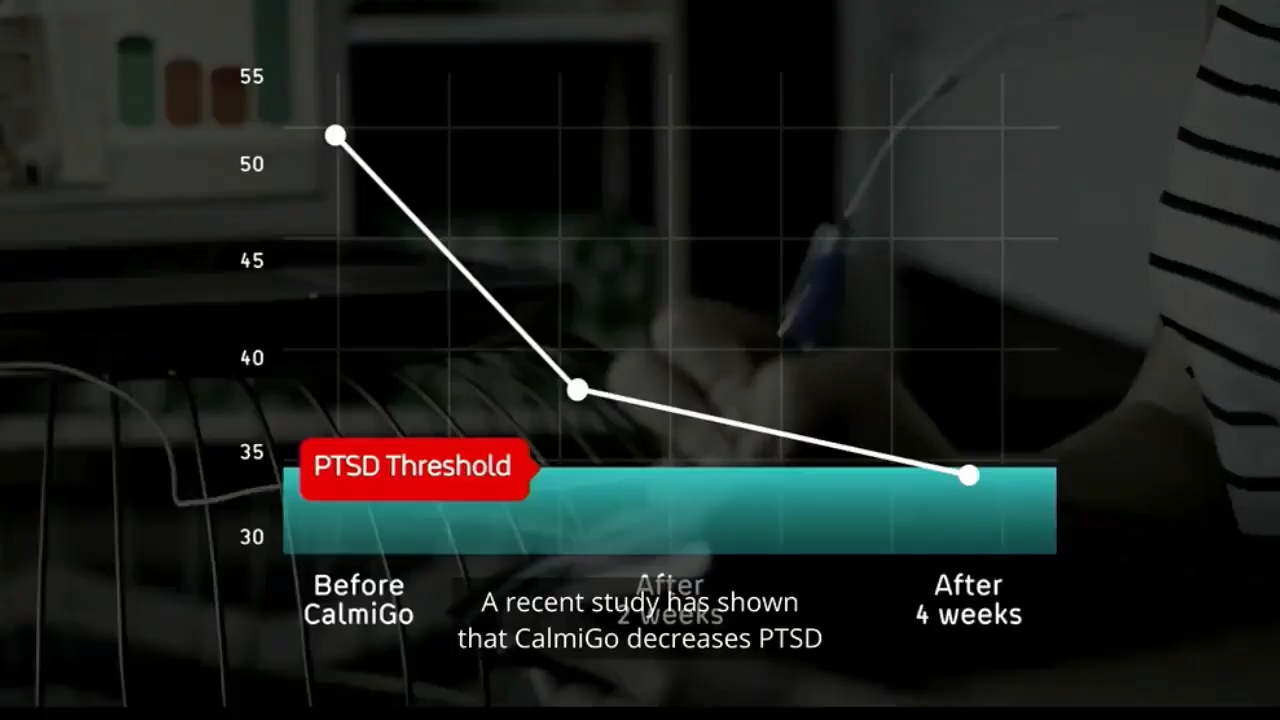 55
50
45
40
35
30
PTSD Threshold
Before
CalmiGo
After
2 weeks
After
4 weeks
A recent study has shown
that CalmiGo decreases PTSD